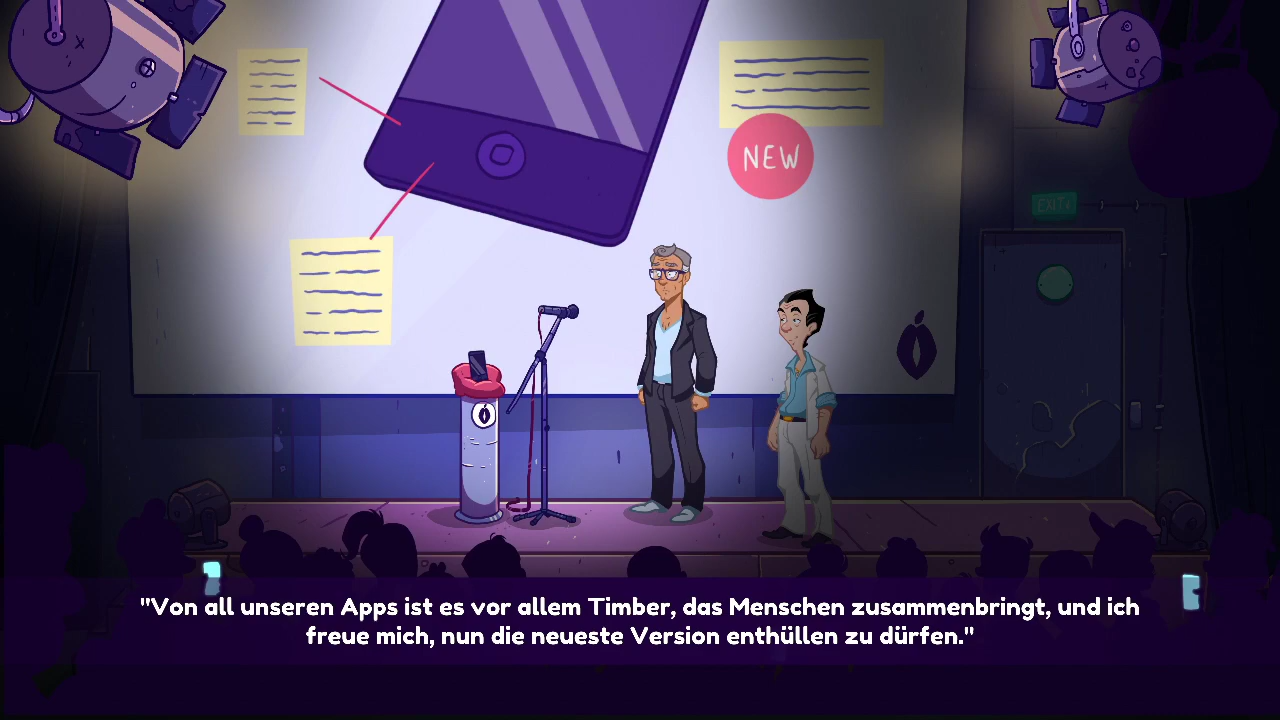 NEW
EXIT
"Von all unseren Apps ist es vor allem Timber, das Menschen zusammenbringt, und ich
freue mich, nun die neueste Version enthüllen zu dürfen."